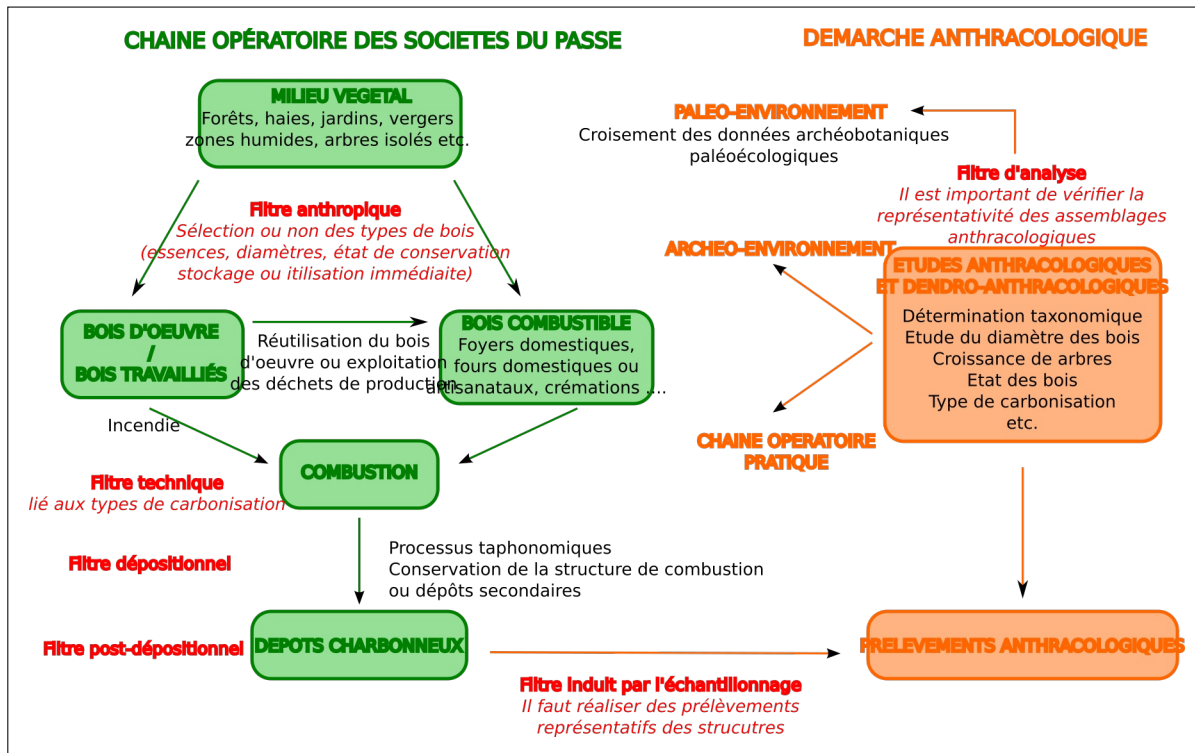 CHAINE OPÉRATOIRE DES SOCIETES DU PASSE
MILIEU VEGETAL
Forêts, haies, jardins, vergers
zones humides, arbres isolés etc.
Filtre anthropique
Sélection ou non des types de bois
(essences, diamètres, état de conservation
stockage ou itilisation immédiaite)
BOIS D'OEUVRE
/
BOIS TRAVAILLIÉS
Réutilisation du bois
d'oeuvre ou exploitation
des déchets de production
BOIS COMBUSTIBLE
Foyers domestiques,
fours domestiques ou
artisanataux, crémations ....
Incendie
COMBUSTION
Filtre technique
lié aux types de carbonisation
Filtre dépositionnel
Processus taphonomiques
Conservation de la structure de combustion
ou dépôts secondaires
Filtre post-dépositionnel
DEPOTS CHARBONNEUX
Filtre induit par l'échantillonnage
Il faut réaliser des prélèvements
représentatifs des strucutres
DEMARCHE ANTHRACOLOGIQUE
PALEO-ENVIRONNEMENT
Croisement des données archéobotaniques
paléoécologiques
Filtre d'analyse
Il est important de vérifier la
représentativité des assemblages
anthracologiques
ARCHEO-ENVIRONNEMENT
ETUDES ANTHRACOLOGIQUES
ET DENDRO-ANTHRACOLOGIQUES
Détermination taxonomique
Etude du diamètre des bois
Croissance de arbres
Etat des bois
Type de carbonisation
etc.
CHAINE OPERATOIRE
PRATIQUE
PRELEVEMENTS ANTHRACOLOGIQUES